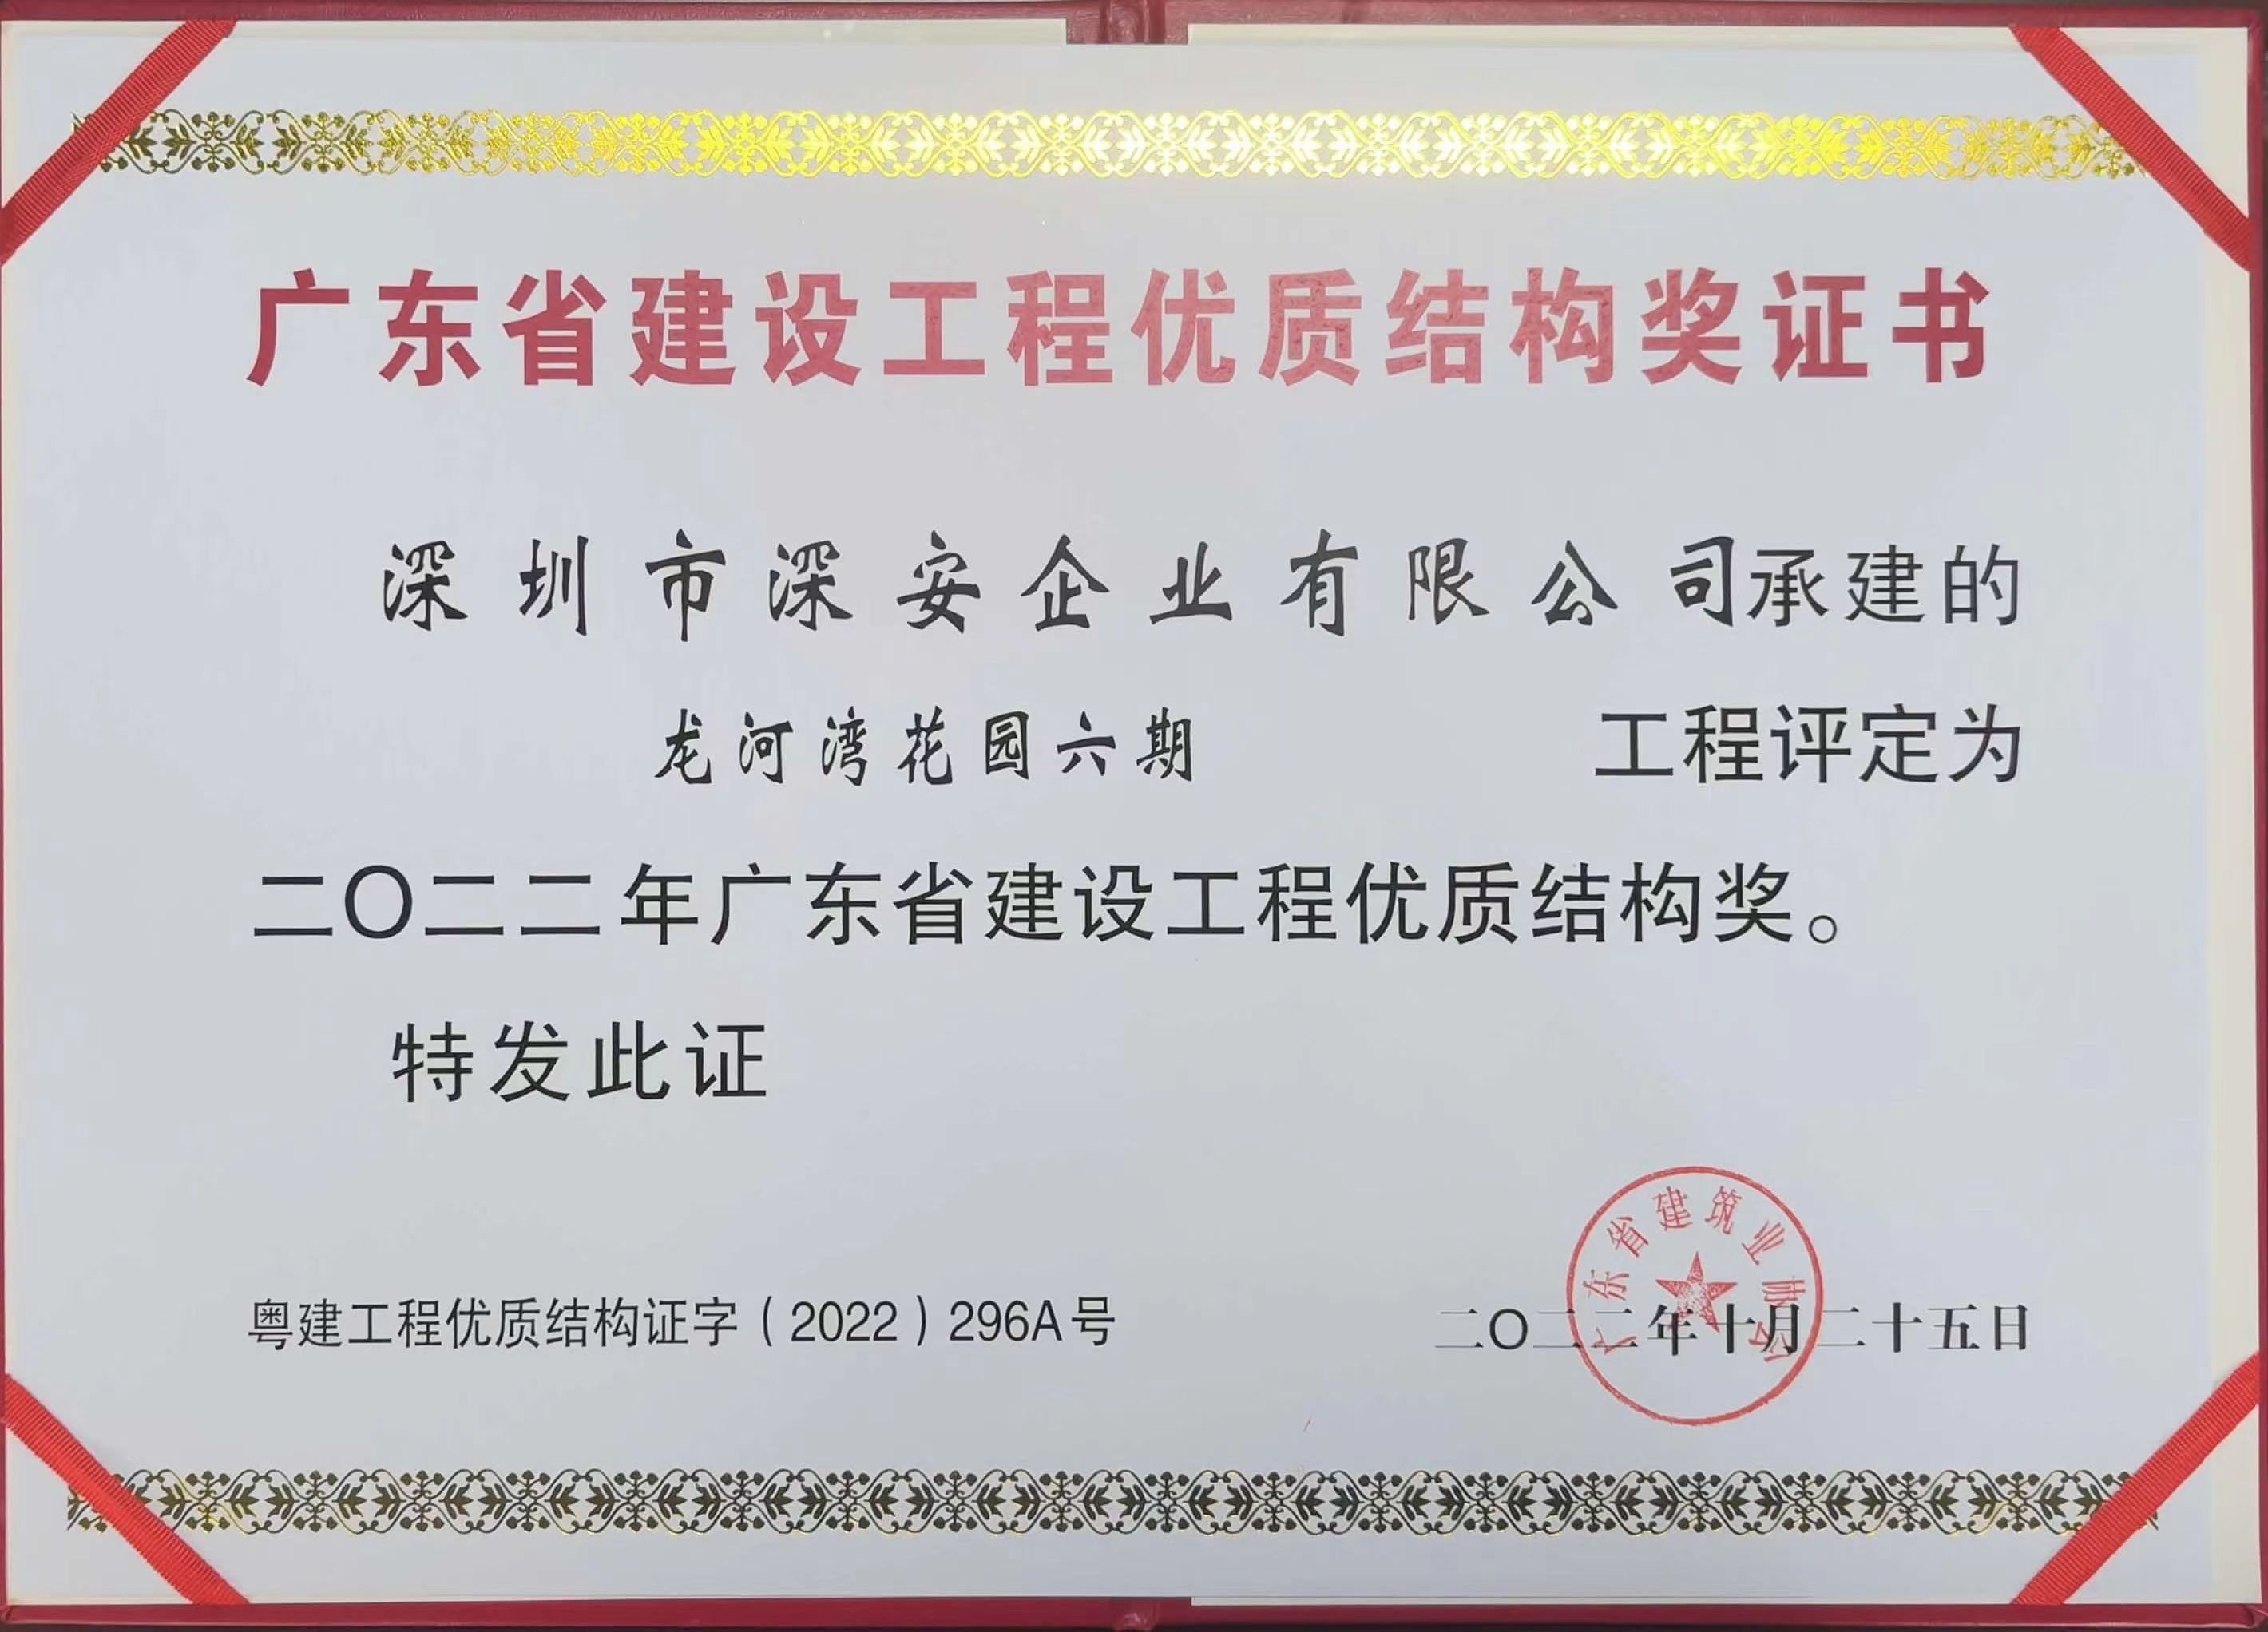 广东省建设工程优质结构奖证书
深圳市深安企业有限公司承建的
龙河湾花园六期 工程评定为
二〇二二年广东省建设工程优质结构奖。
特发此证
粤建工程优质结构证字（2022）296A号
二〇二二年十月二十五日
广东省建筑业协会